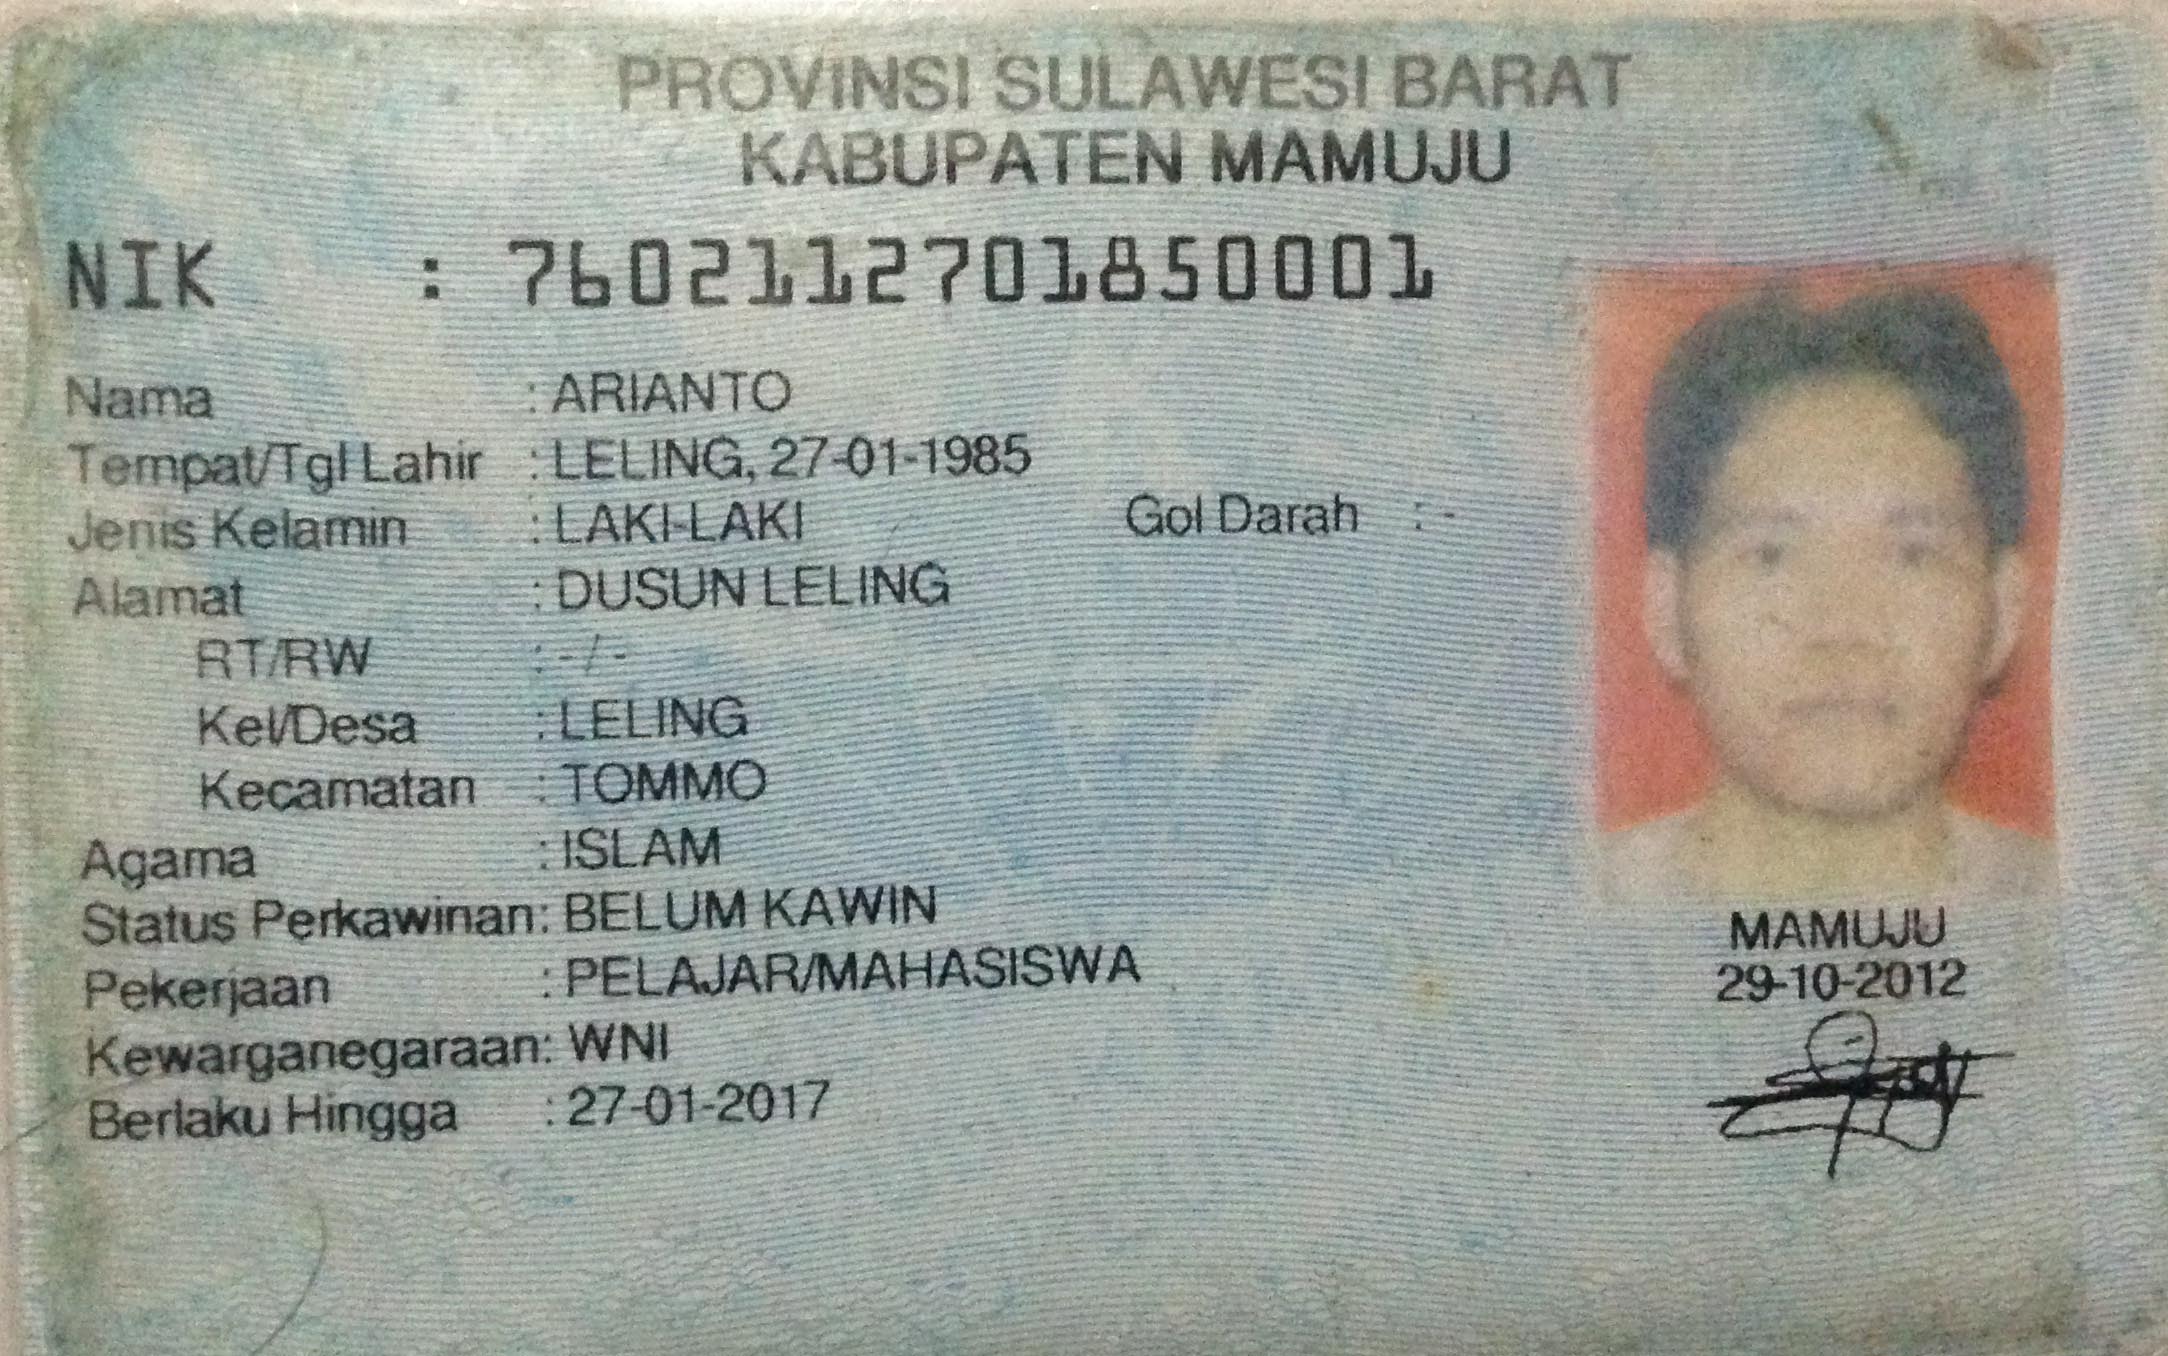 PROVINSI SULAWESI BARAT
KABUPATEN MAMUJU
NIK : 7602112701850001
Nama : ARIANTO
Tempat/Tgl Lahir : LELING, 27-01-1985
Jenis Kelamin : LAKI-LAKI Gol Darah : -
Alamat : DUSUN LELING
RT/RW : -/-
Kel/Desa : LELING
Kecamatan : TOMMO
Agama : ISLAM
Status Perkawinan: BELUM KAWIN
Pekerjaan : PELAJAR/MAHASISWA
Kewarganegaraan: WNI
Berlaku Hingga : 27-01-2017
MAMUJU
29-10-2012